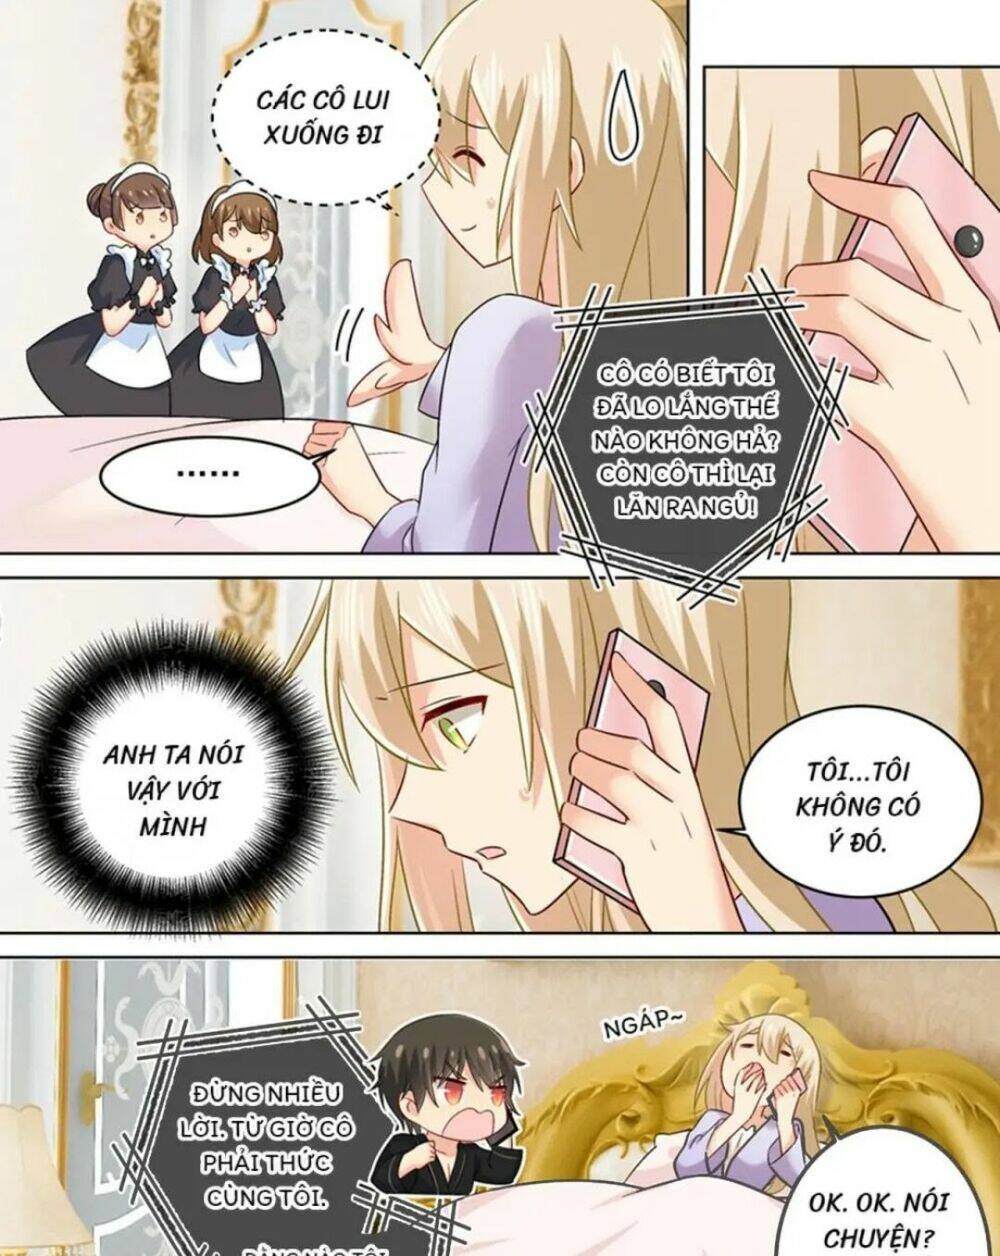 CÁC CÔ LUI
XUỐNG ĐI
......
CÔ CÓ BIẾT TÔI
ĐÃ LO LẮNG THẾ
NÀO KHÔNG HẢ?
CÒN CÔ THÌ LẠI
LĂN RA NGỦ!
ANH TA NÓI
VẬY VỚI
MÌNH
TÔI...TÔI
KHÔNG CÓ
Ý ĐÓ.
NGÁP~
ĐỪNG NHIỀU
LỜI. TỪ GIỜ CÔ
PHẢI THỨC
CÙNG TÔI.
OK. OK. NÓI
CHUYỆN?